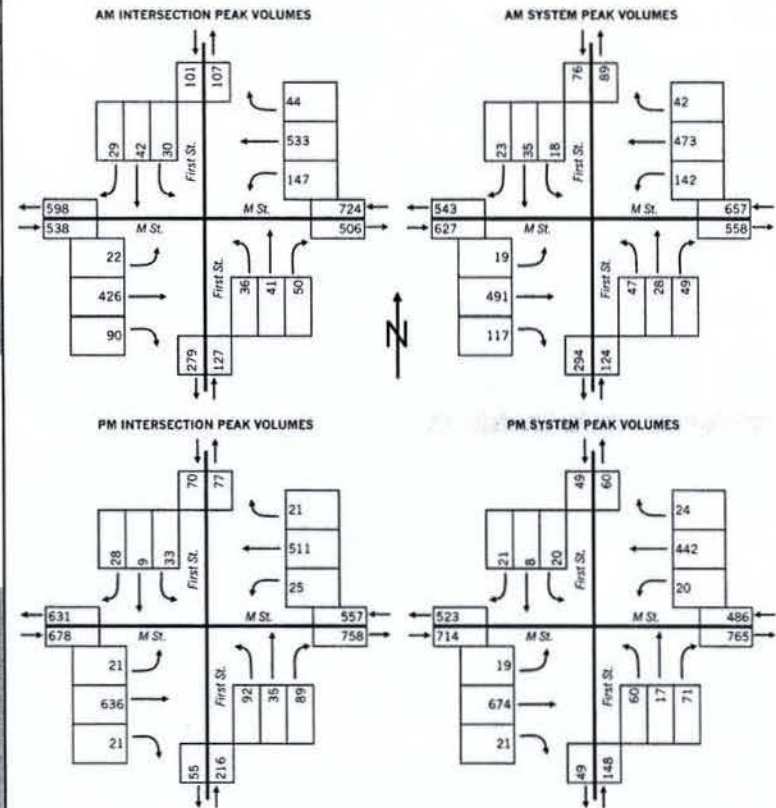 AM INTERSECTION PEAK VOLUMES
101 107
29 42 30
First St.
44
533
147
598
538
M St.
M St.
724
506
22
426
90
First St.
36 41 50
279 127
AM SYSTEM PEAK VOLUMES
76 89
23 35 18
First St.
42
473
142
543
627
M St.
M St.
657
558
19
491
117
First St.
47 28 49
294 124
N
PM INTERSECTION PEAK VOLUMES
70 77
28 9 33
First St.
21
511
25
631
678
M St.
M St.
557
758
21
636
21
First St.
92 35 89
55 216
PM SYSTEM PEAK VOLUMES
49 60
21 8 20
First St.
24
442
20
523
714
M St.
M St.
486
765
19
674
21
First St.
60 17 71
49 148